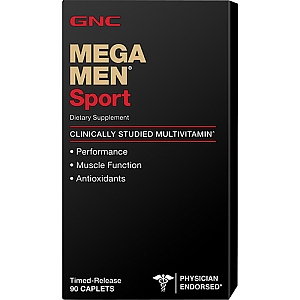 GNC
MEGA
MEN®
Sport
Dietary Supplement
CLINICALLY STUDIED MULTIVITAMIN*
• Performance
• Muscle Function
• Antioxidants
Timed-Release
90 CAPLETS
PHYSICIAN
ENDORSED®